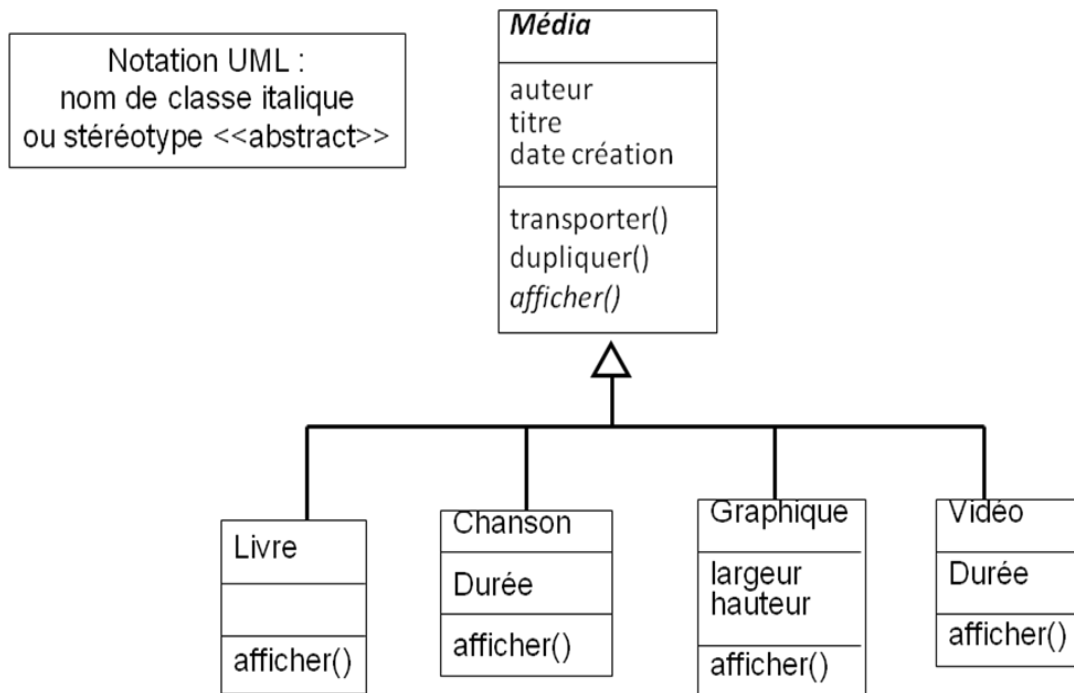 Notation UML :
nom de classe italique
ou stéréotype <<abstract>>
Média
auteur
titre
date création
transporter()
dupliquer()
afficher()
Livre
afficher()
Chanson
Durée
afficher()
Graphique
largeur
hauteur
afficher()
Vidéo
Durée
afficher()